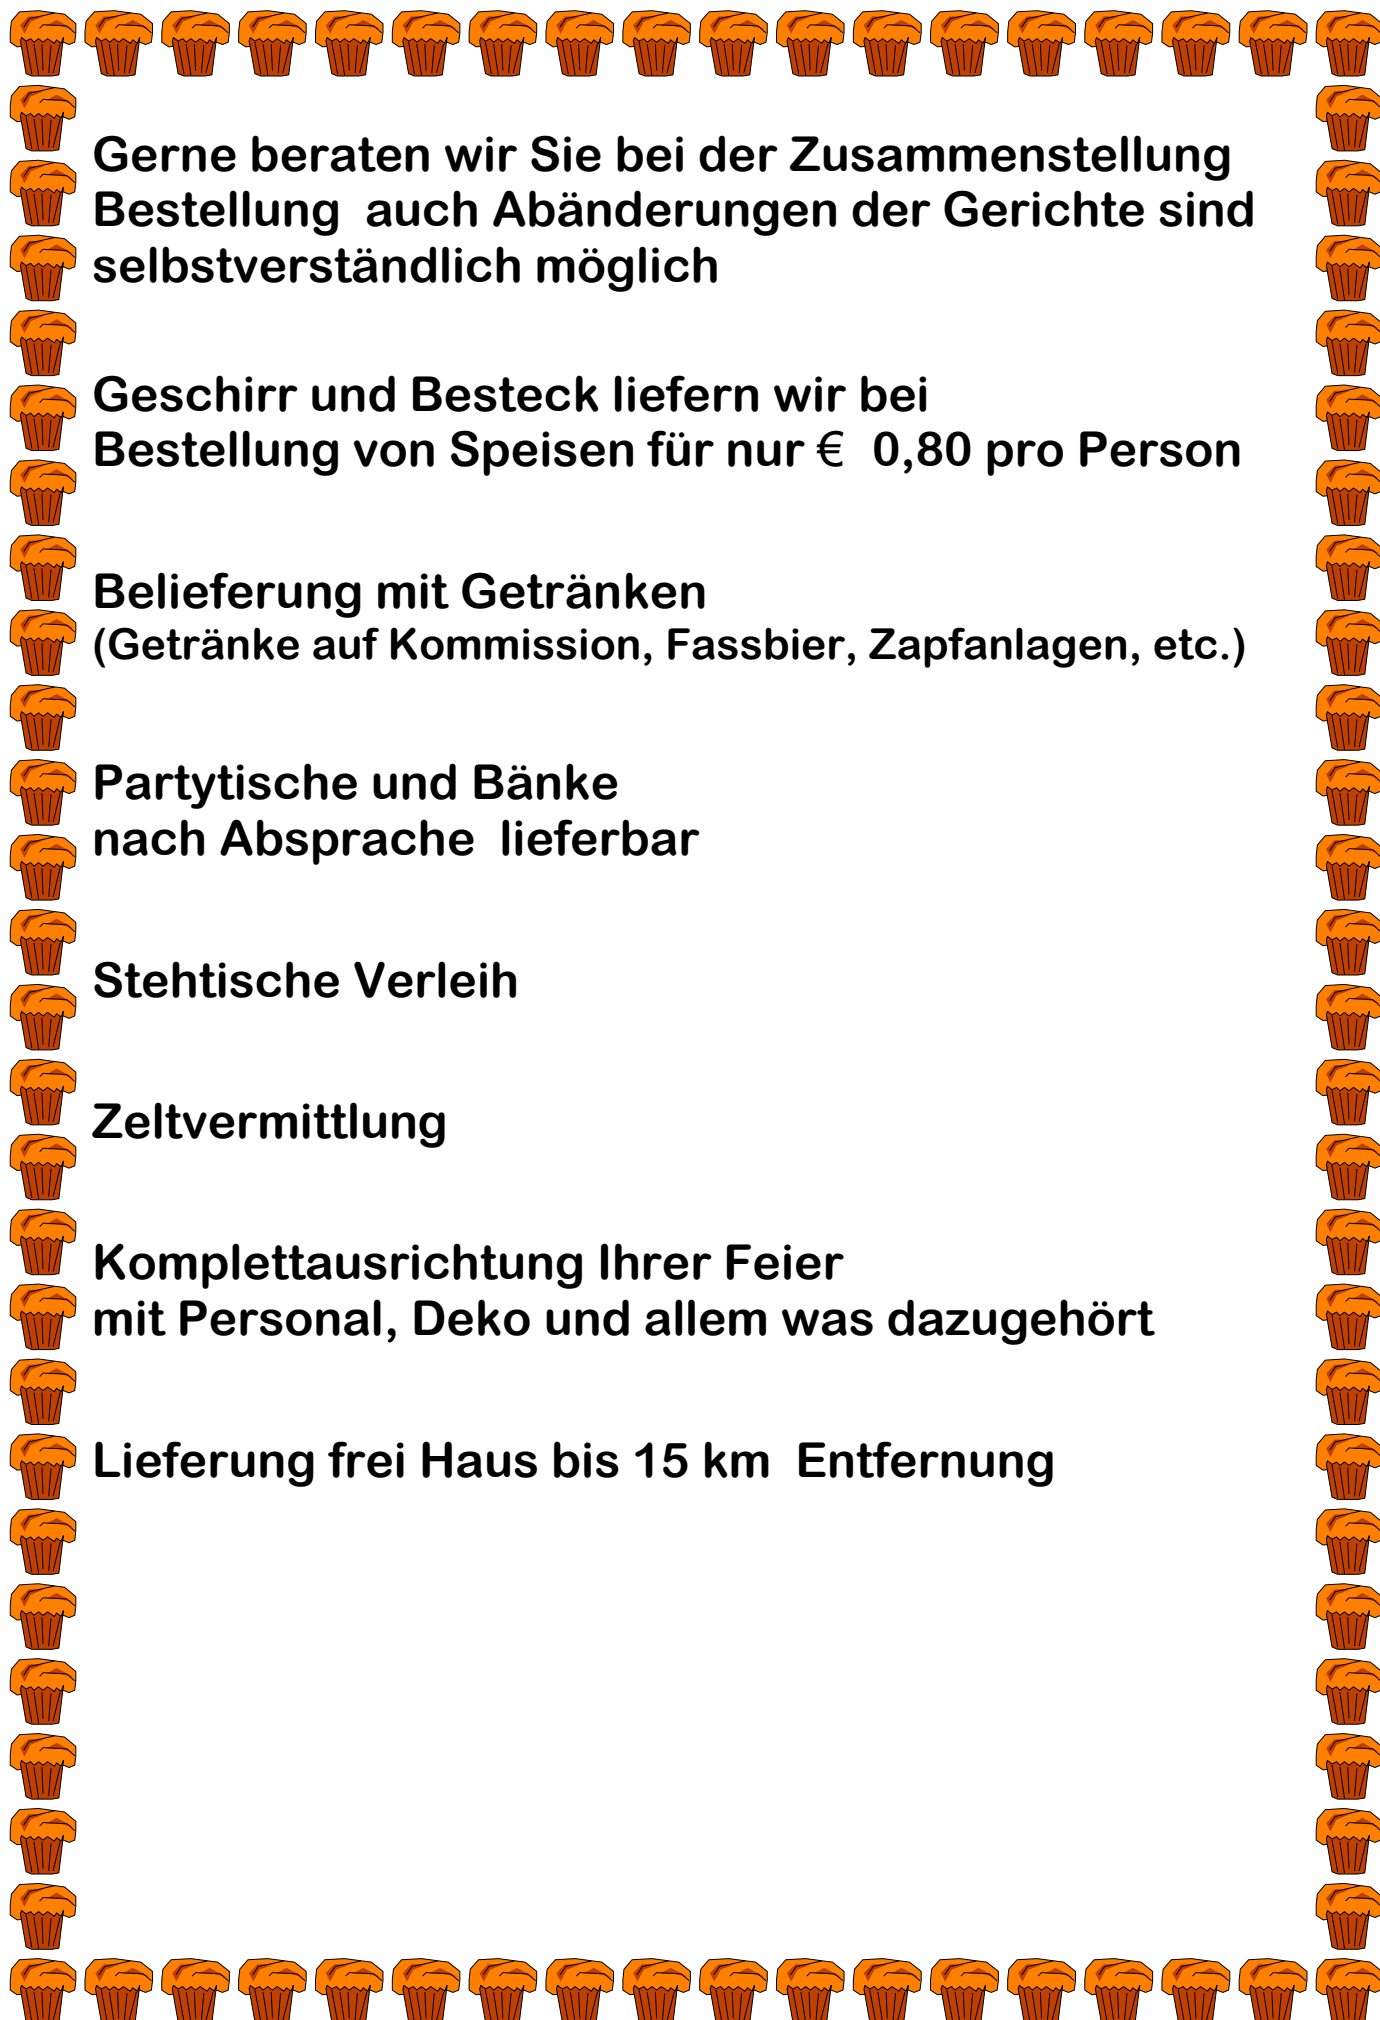 Gerne beraten wir Sie bei der Zusammenstellung
Bestellung  auch Abänderungen der Gerichte sind
selbstverständlich möglich
Geschirr und Besteck liefern wir bei
Bestellung von Speisen für nur €  0,80 pro Person
Belieferung mit Getränken
(Getränke auf Kommission, Fassbier, Zapfanlagen, etc.)
Partytische und Bänke
nach Absprache  lieferbar
Stehtische Verleih
Zeltvermittlung
Komplettausrichtung Ihrer Feier
mit Personal, Deko und allem was dazugehört
Lieferung frei Haus bis 15 km  Entfernung